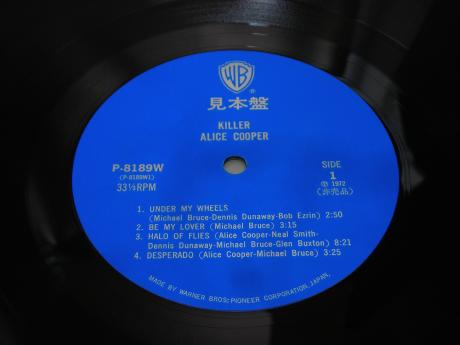 WB
®
見本盤
KILLER
ALICE COOPER
P-8189W
(P-8189W1)
33⅓RPM
SIDE
1
Ⓟ 1972
(非売品)
1. UNDER MY WHEELS
(Michael Bruce-Dennis Dunaway-Bob Ezrin) 2:50
2. BE MY LOVER (Michael Bruce) 3:15
3. HALO OF FLIES (Alice Cooper-Neal Smith-
Dennis Dunaway-Michael Bruce-Glen Buxton) 8:21
4. DESPERADO (Alice Cooper-Michael Bruce) 3:25
MADE BY WARNER BROS: PIONEER CORPORATION, JAPAN.